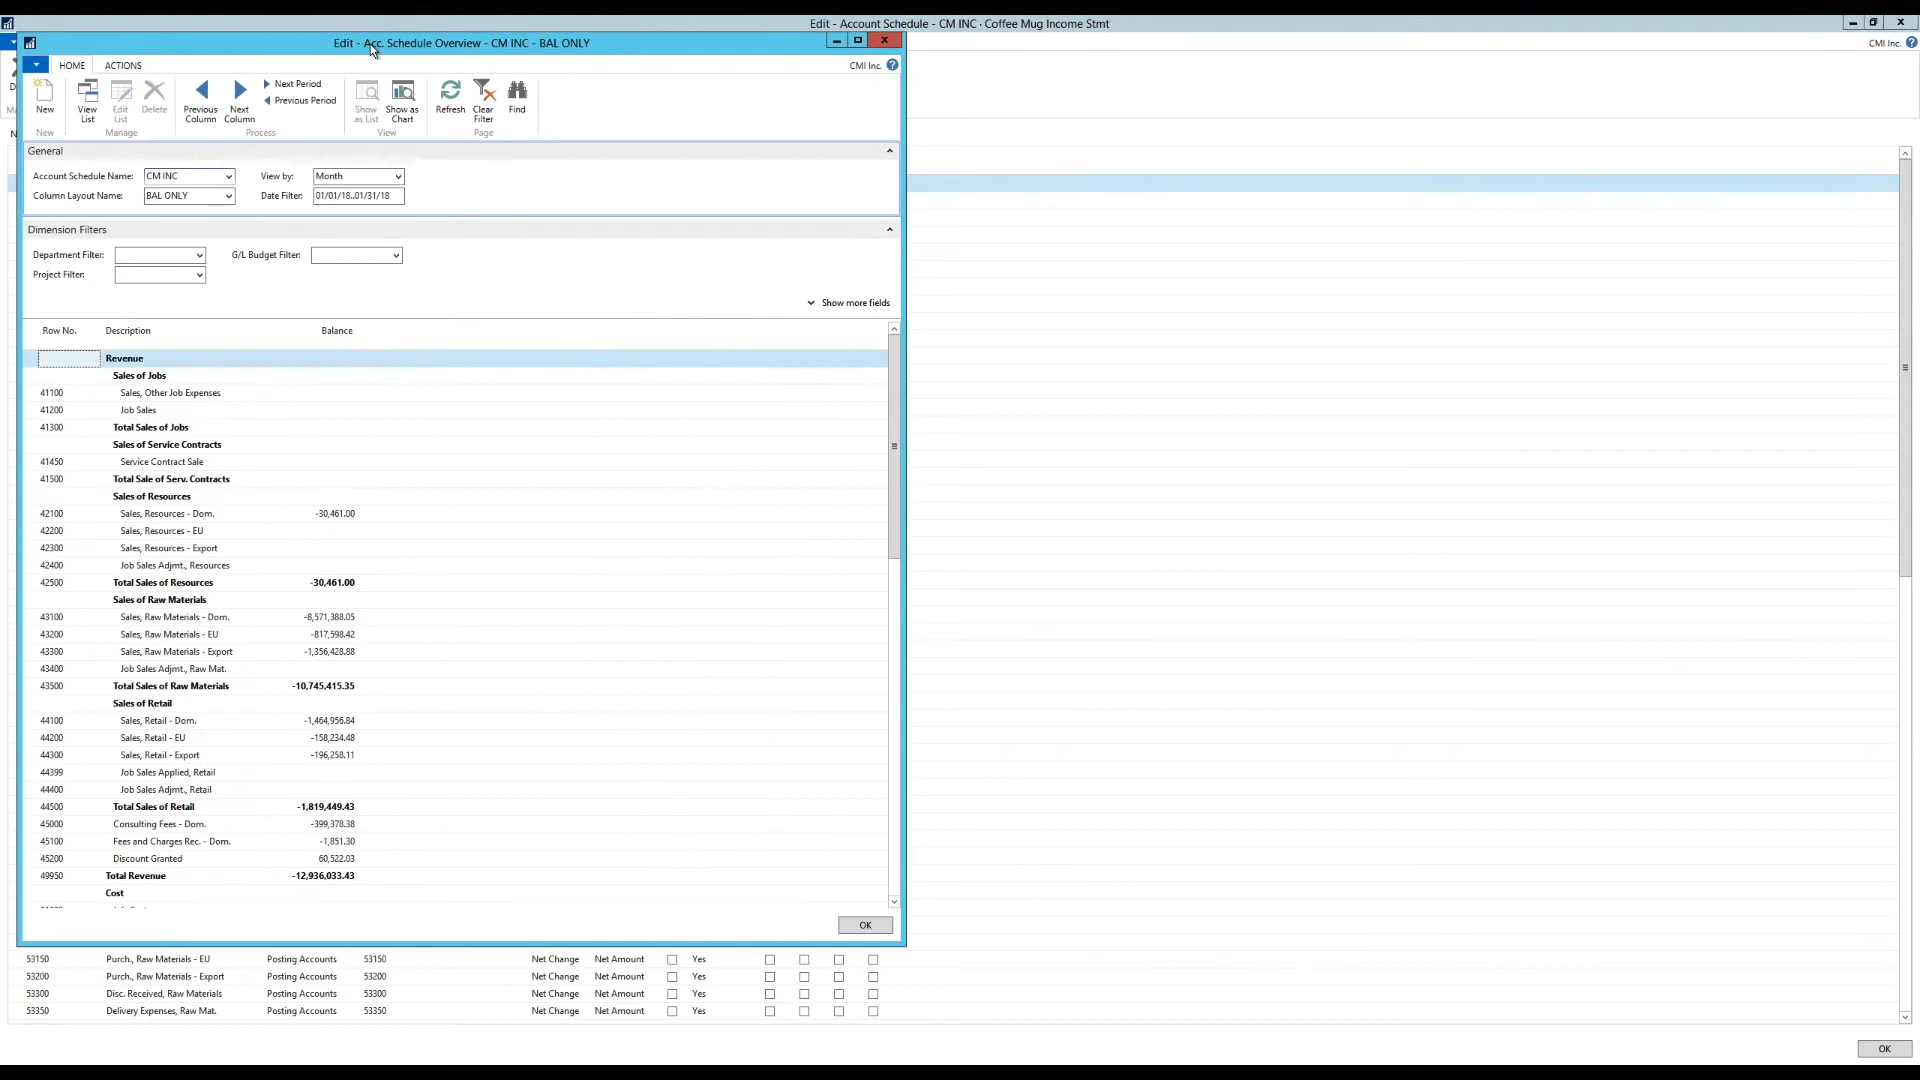 Edit - Account Schedule - CM INC · Coffee Mug Income Stmt
Edit - Acc. Schedule Overview - CM INC - BAL ONLY
CMI Inc.
HOME ACTIONS
CMI Inc.
New
View List
Edit List
Delete
Previous Column
Next Column
Next Period
Previous Period
Show as List
Show as Chart
Refresh
Clear Filter
Find
New Manage Process View Page
General
Account Schedule Name: CM INC View by: Month
Column Layout Name: BAL ONLY Date Filter: 01/01/18..01/31/18
Dimension Filters
Department Filter: G/L Budget Filter:
Project Filter:
Show more fields
Row No. Description Balance
Revenue
Sales of Jobs
41100 Sales, Other Job Expenses
41200 Job Sales
41300 Total Sales of Jobs
Sales of Service Contracts
41450 Service Contract Sale
41500 Total Sale of Serv. Contracts
Sales of Resources
42100 Sales, Resources - Dom. -30,461.00
42200 Sales, Resources - EU
42300 Sales, Resources - Export
42400 Job Sales Adjmt., Resources
42500 Total Sales of Resources -30,461.00
Sales of Raw Materials
43100 Sales, Raw Materials - Dom. -8,571,388.05
43200 Sales, Raw Materials - EU -817,598.42
43300 Sales, Raw Materials - Export -1,356,428.88
43400 Job Sales Adjmt., Raw Mat.
43500 Total Sales of Raw Materials -10,745,415.35
Sales of Retail
44100 Sales, Retail - Dom. -1,464,956.84
44200 Sales, Retail - EU -158,234.48
44300 Sales, Retail - Export -196,258.11
44399 Job Sales Applied, Retail
44400 Job Sales Adjmt., Retail
44500 Total Sales of Retail -1,819,449.43
45000 Consulting Fees - Dom. -399,378.38
45100 Fees and Charges Rec. - Dom. -1,851.30
45200 Discount Granted 60,522.03
49950 Total Revenue -12,936,033.43
Cost
OK
53150 Purch., Raw Materials - EU Posting Accounts 53150 Net Change Net Amount Yes
53200 Purch., Raw Materials - Export Posting Accounts 53200 Net Change Net Amount Yes
53300 Disc. Received, Raw Materials Posting Accounts 53300 Net Change Net Amount Yes
53350 Delivery Expenses, Raw Mat. Posting Accounts 53350 Net Change Net Amount Yes
OK